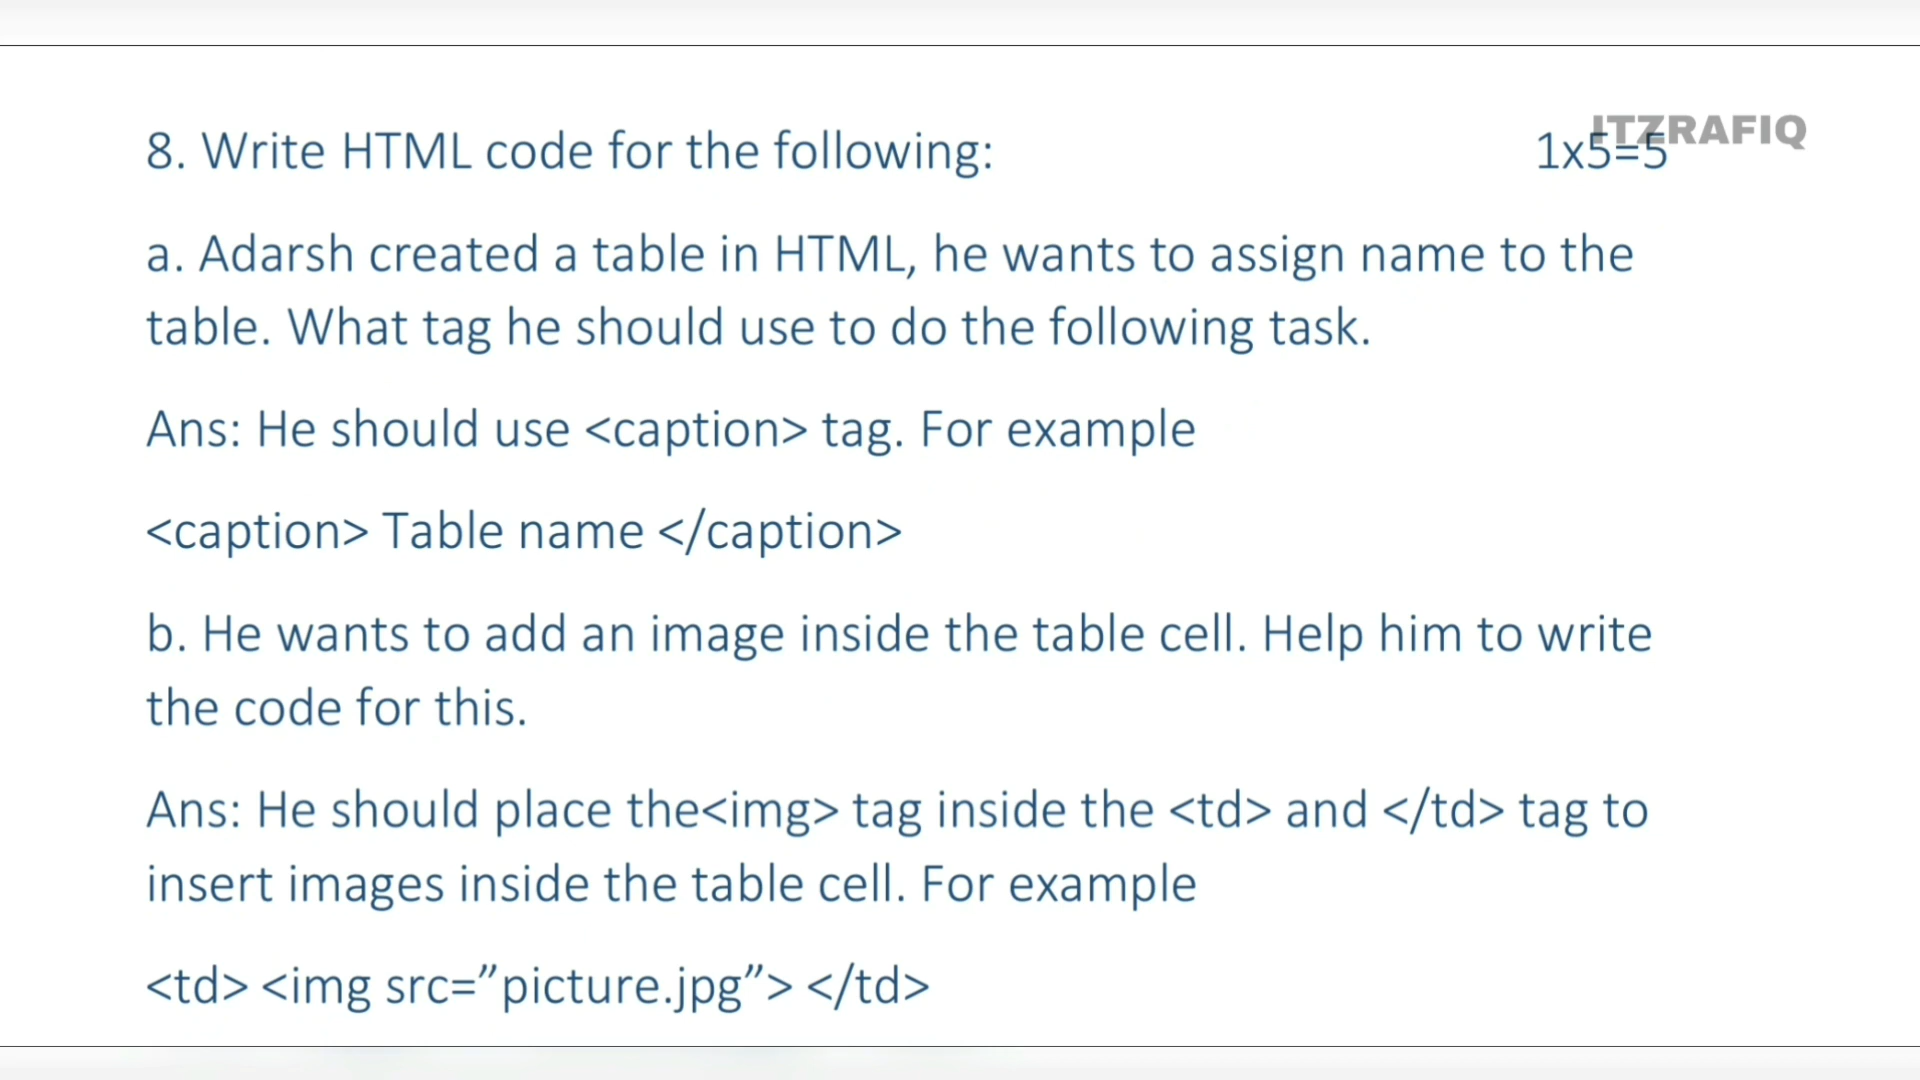 ITZRAFIQ
8. Write HTML code for the following: 1x5=5
a. Adarsh created a table in HTML, he wants to assign name to the
table. What tag he should use to do the following task.
Ans: He should use <caption> tag. For example
<caption> Table name </caption>
b. He wants to add an image inside the table cell. Help him to write
the code for this.
Ans: He should place the<img> tag inside the <td> and </td> tag to
insert images inside the table cell. For example
<td> <img src=”picture.jpg”> </td>